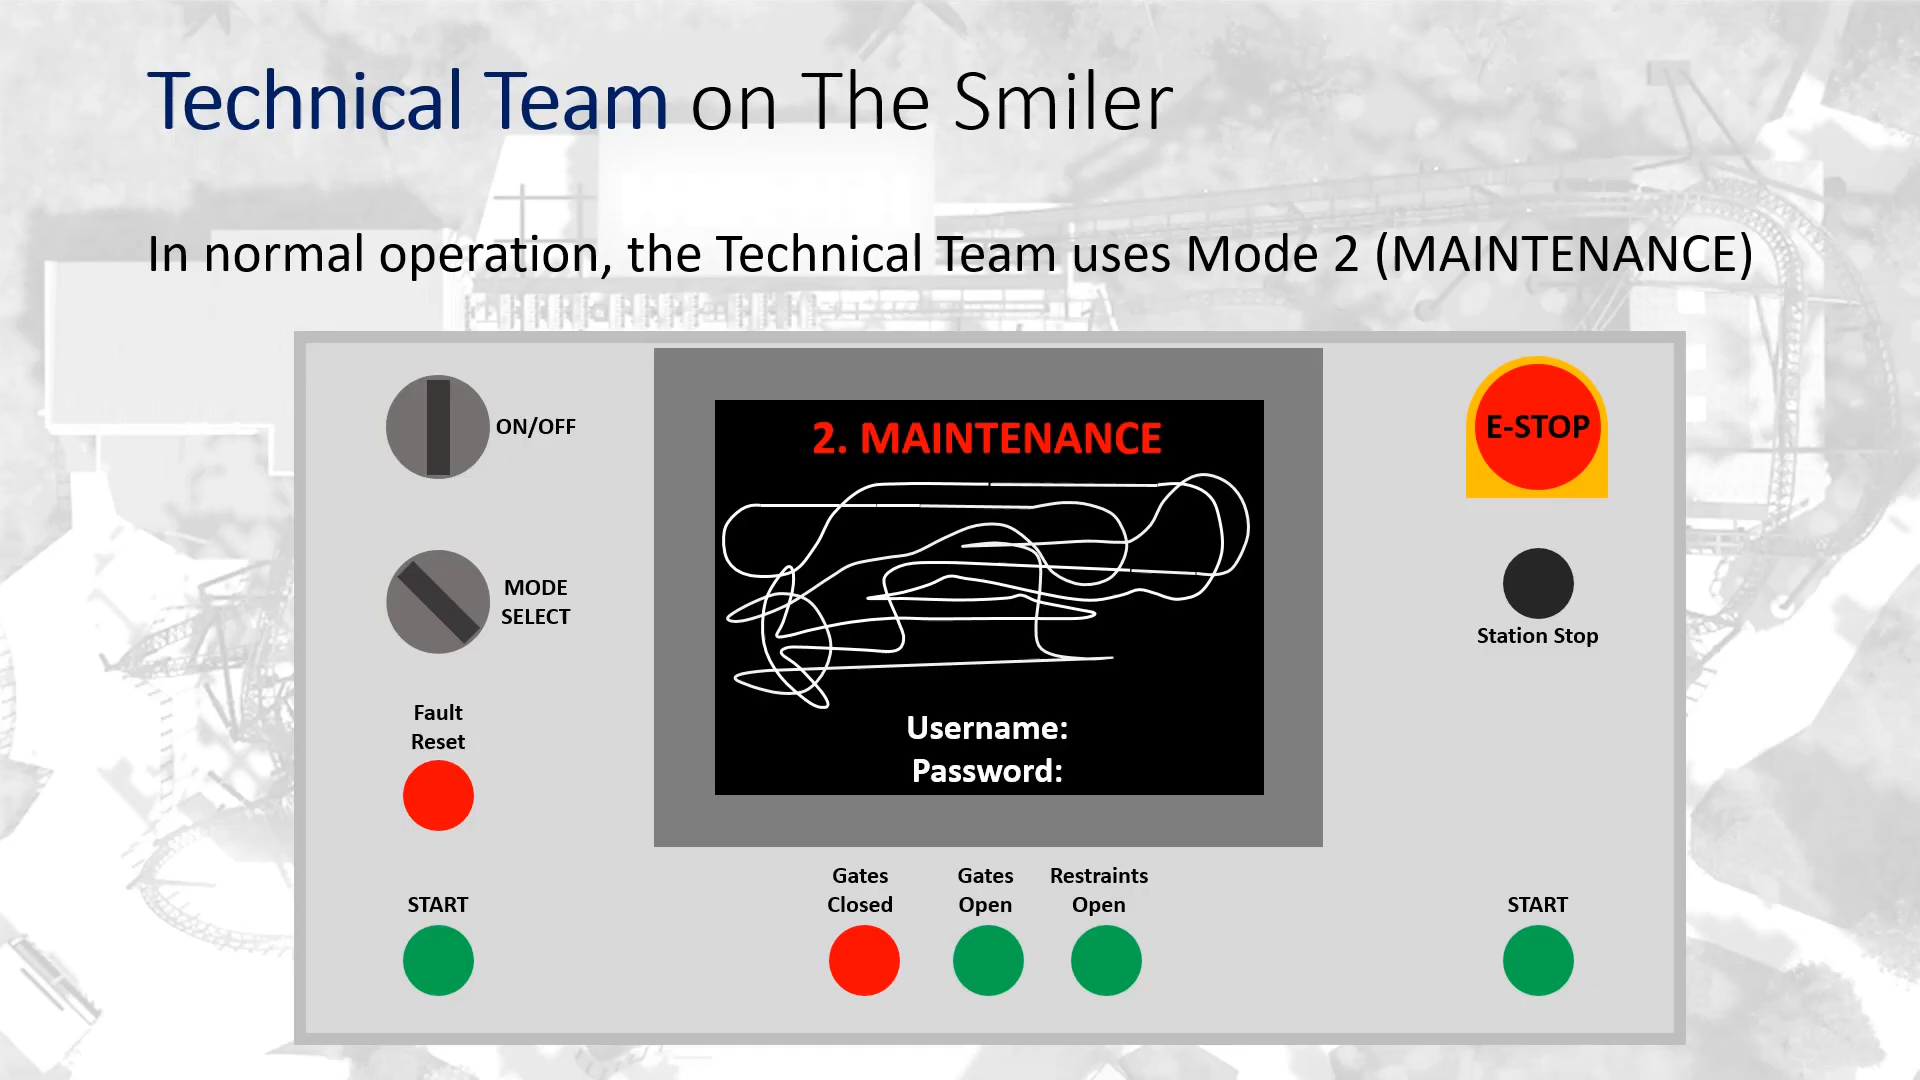 Technical Team on The Smiler
In normal operation, the Technical Team uses Mode 2 (MAINTENANCE)
ON/OFF
MODE
SELECT
Fault
Reset
START
2. MAINTENANCE
Username:
Password:
Gates
Closed
Gates
Open
Restraints
Open
E-STOP
Station Stop
START